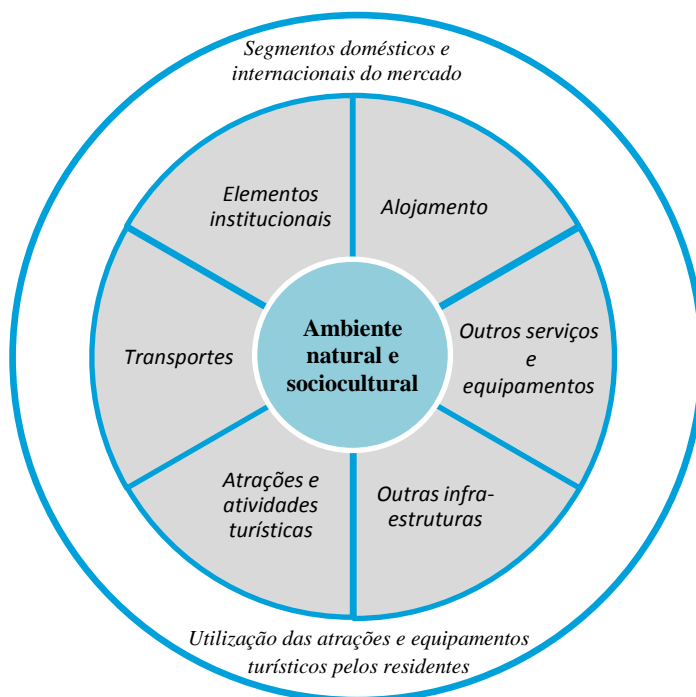 Segmentos domésticos e
internacionais do mercado
Elementos
institucionais
Alojamento
Transportes
Ambiente
natural e
sociocultural
Outros serviços
e
equipamentos
Atrações e
atividades
turísticas
Outras infra-
estruturas
Utilização das atrações e equipamentos
turísticos pelos residentes